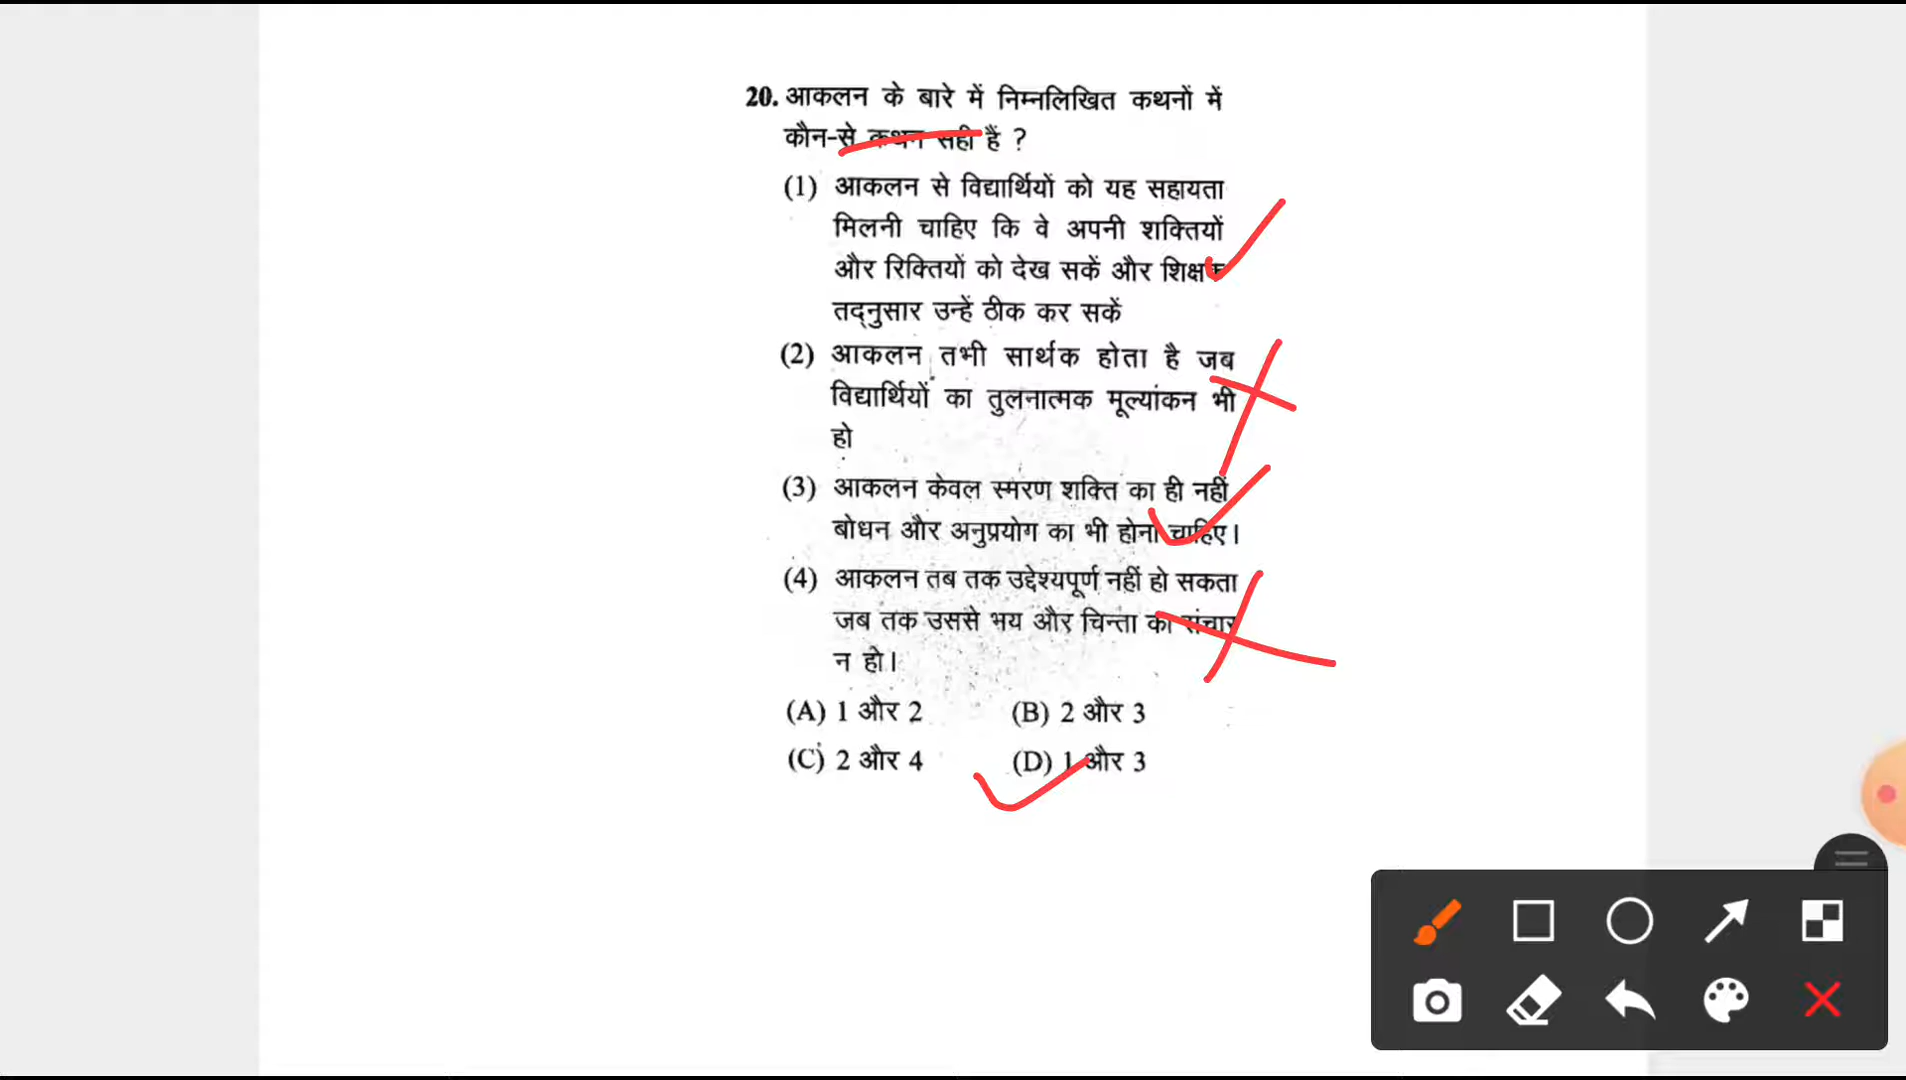 20. आकलन के बारे में निम्नलिखित कथनों में
कौन-से कथन सही हैं ?
(1) आकलन से विद्यार्थियों को यह सहायता
मिलनी चाहिए कि वे अपनी शक्तियों
और रिक्तियों को देख सकें और शिक्षक
तद्नुसार उन्हें ठीक कर सकें
(2) आकलन तभी सार्थक होता है जब
विद्यार्थियों का तुलनात्मक मूल्यांकन भी
हो
(3) आकलन केवल स्मरण शक्ति का ही नहीं
बोधन और अनुप्रयोग का भी होना चाहिए।
(4) आकलन तब तक उद्देश्यपूर्ण नहीं हो सकता
जब तक उससे भय और चिन्ता का संचार
न हो।
(A) 1 और 2 (B) 2 और 3
(C) 2 और 4 (D) 1 और 3